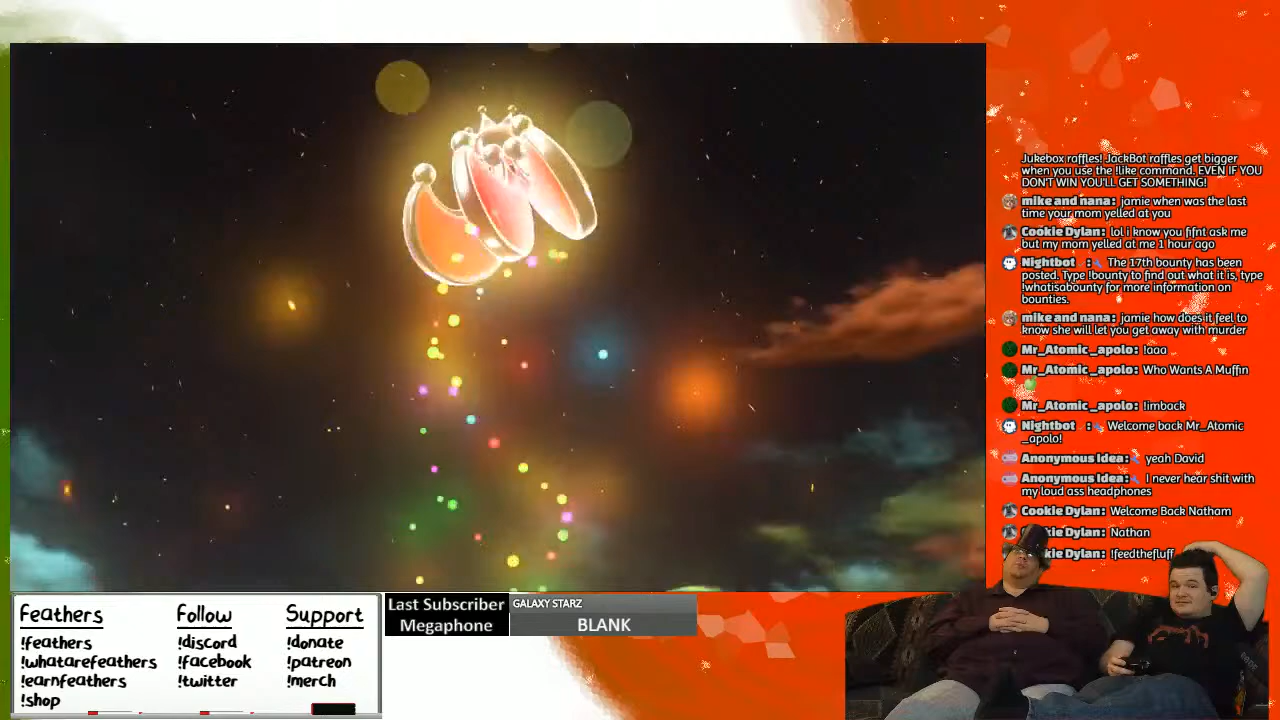 Jukebox raffles! JackBot raffles get bigger
when you use the !like command. EVEN IF YOU
DON'T WIN YOU'LL GET SOMETHING!
mike and nana: jamie when was the last
time your mom yelled at you
Cookie Dylan: lol i know you fifnt ask me
but my mom yelled at me 1 hour ago
Nightbot : The 17th bounty has been
posted. Type !bounty to find out what it is, type
!whatisabounty for more information on
bounties.
mike and nana: jamie how does it feel to
know she will let you get away with murder
Mr_Atomic_apolo: !aaa
Mr_Atomic_apolo: Who Wants A Muffin
Mr_Atomic_apolo: !imback
Nightbot : Welcome back Mr_Atomic
_apolo!
Anonymous Idea: yeah David
Anonymous Idea: I never hear shit with
my loud ass headphones
Cookie Dylan: Welcome Back Natham
kie Dylan: Nathan
kie Dylan: !feedthefluff
Feathers
!feathers
!whatarefeathers
!earnfeathers
!shop
Follow
!discord
!facebook
!twitter
Support
!donate
!patreon
!merch
Last Subscriber
Megaphone
GALAXY STARZ
BLANK